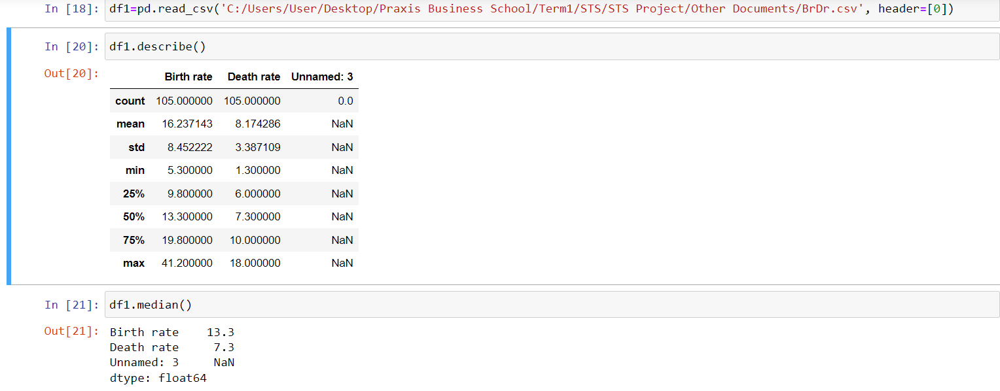 In [18]: df1=pd.read_csv('C:/Users/User/Desktop/Praxis Business School/Term1/STS/STS Project/Other Documents/BrDr.csv', header=[0])
In [20]: df1.describe()
Out[20]:
Birth rate Death rate Unnamed: 3
count 105.000000 105.000000 0.0
mean 16.237143 8.174286 NaN
std 8.452222 3.387109 NaN
min 5.300000 1.300000 NaN
25% 9.800000 6.000000 NaN
50% 13.300000 7.300000 NaN
75% 19.800000 10.000000 NaN
max 41.200000 18.000000 NaN
In [21]: df1.median()
Out[21]: Birth rate 13.3
Death rate 7.3
Unnamed: 3 NaN
dtype: float64